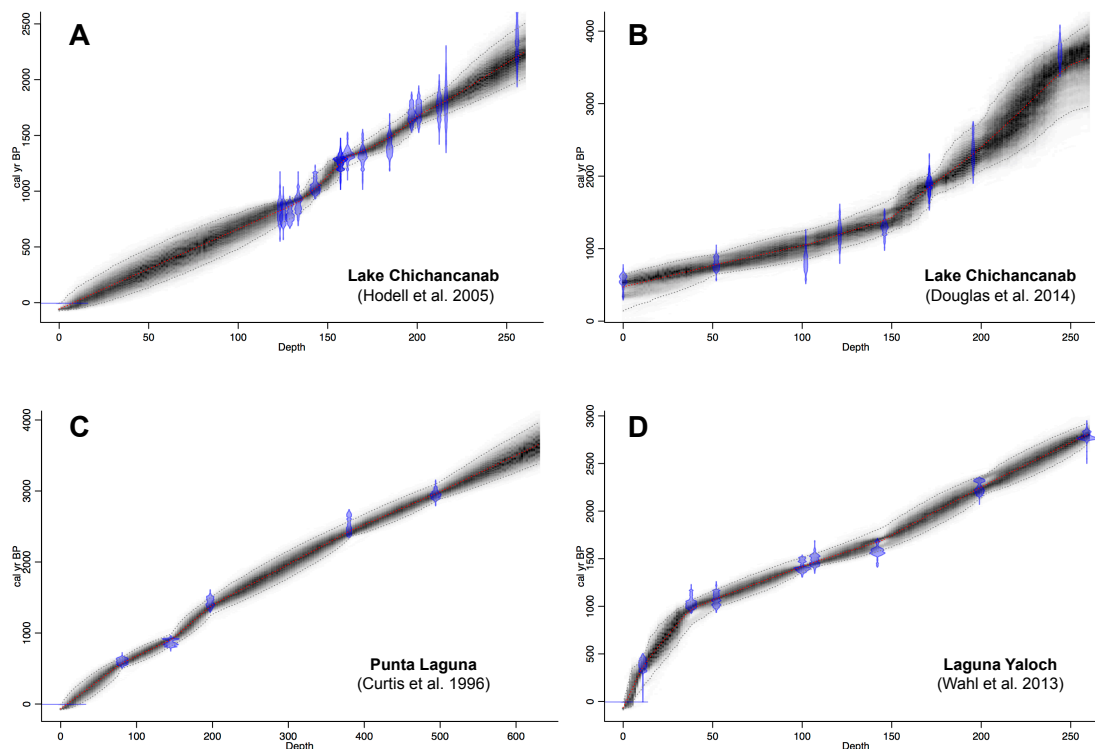 A
cal yr BP
0 500 1000 1500 2000 2500
Lake Chichancanab
(Hodell et al. 2005)
0 50 100 150 200 250
Depth
B
cal yr BP
0 1000 2000 3000 4000
Lake Chichancanab
(Douglas et al. 2014)
0 50 100 150 200 250
Depth
C
cal yr BP
0 1000 2000 3000 4000
Punta Laguna
(Curtis et al. 1996)
0 100 200 300 400 500 600
Depth
D
cal yr BP
0 500 1000 1500 2000 2500 3000
Laguna Yaloch
(Wahl et al. 2013)
0 50 100 150 200 250
Depth